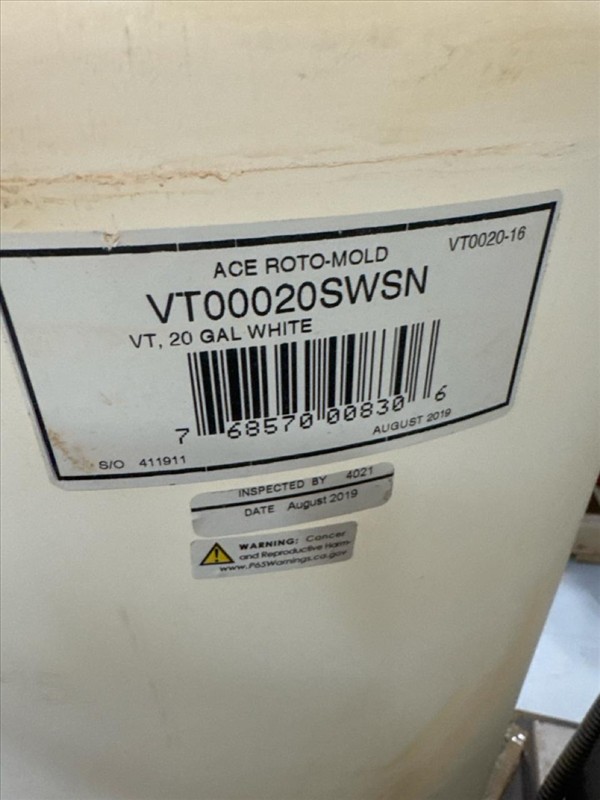 ACE ROTO-MOLD
VT0020-16
VT00020SWSN
VT, 20 GAL WHITE
7 68570 00830 6
S/O 411911
AUGUST 2019
INSPECTED BY 4021
DATE August 2019
WARNING: Cancer
and Reproductive Harm
www.P65Warnings.ca.gov